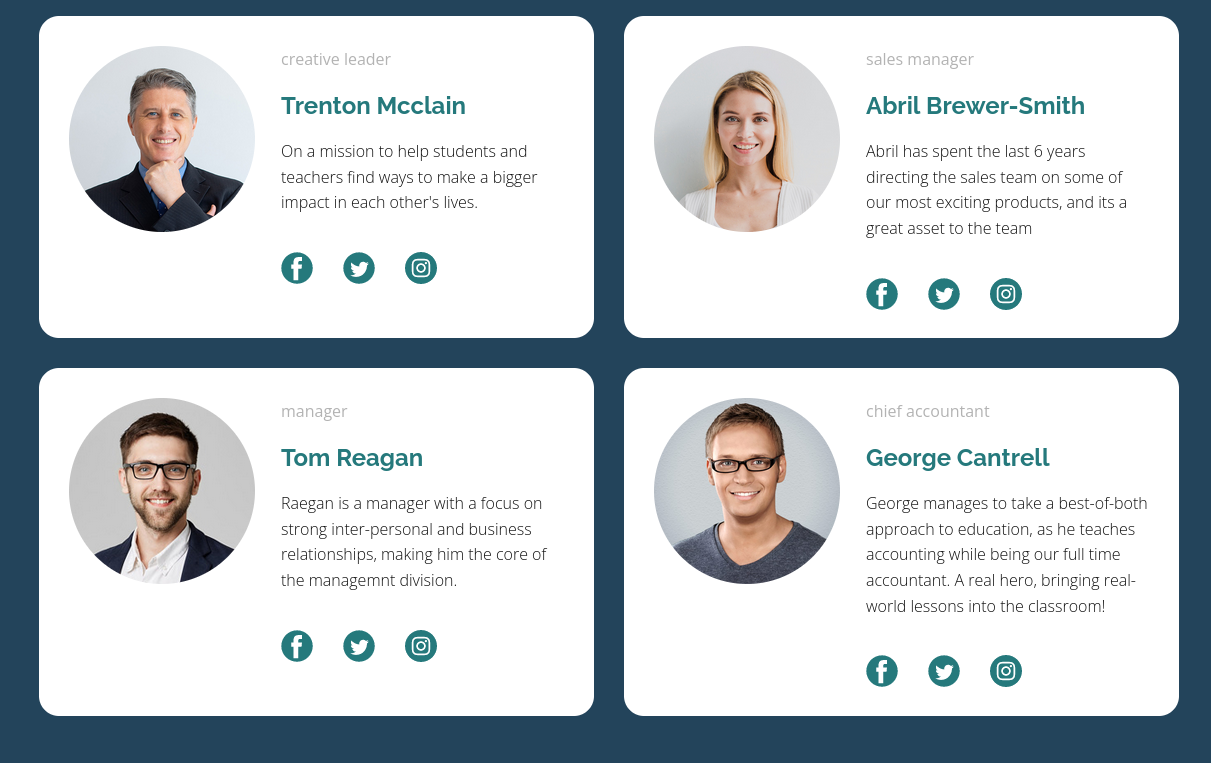 creative leader
Trenton Mcclain
On a mission to help students and
teachers find ways to make a bigger
impact in each other's lives.
sales manager
Abril Brewer-Smith
Abril has spent the last 6 years
directing the sales team on some of
our most exciting products, and its a
great asset to the team
manager
Tom Reagan
Raegan is a manager with a focus on
strong inter-personal and business
relationships, making him the core of
the managemnt division.
chief accountant
George Cantrell
George manages to take a best-of-both
approach to education, as he teaches
accounting while being our full time
accountant. A real hero, bringing real-
world lessons into the classroom!